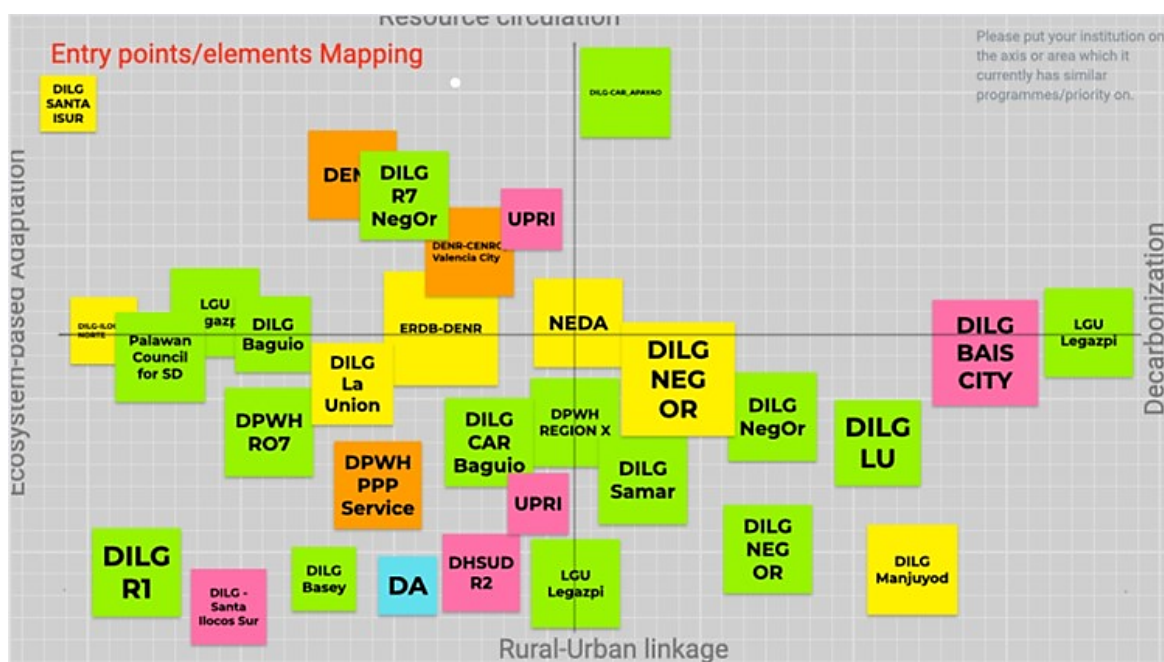 Resource circulation
Entry points/elements Mapping
Please put your institution on
the axis or area which it
currently has similar
programmes/priority on.
DILG
SANTA
ISUR
DILG-CAR_APAYAO
DILG
R7
NegOr
UPRI
DENR-CENRO
Valencia City
Ecosystem-based Adaptation
Decarbonization
LGU
DILG
Baguio
NORTE
Palawan
Council
for SD
ERDB-DENR
NEDA
DILG
BAIS
CITY
LGU
Legazpi
DILG
La
Union
DILG
NEG
OR
DPWH
RO7
DILG
CAR
Baguio
DPWH
REGION X
DILG
NegOr
DILG
LU
DPWH
PPP
Service
DILG
Samar
UPRI
DILG
R1
DILG -
Santa
Ilocos Sur
DILG
Basey
DA
DHSUD
R2
LGU
Legazpi
DILG
NEG
OR
DILG
Manjuyod
Rural-Urban linkage